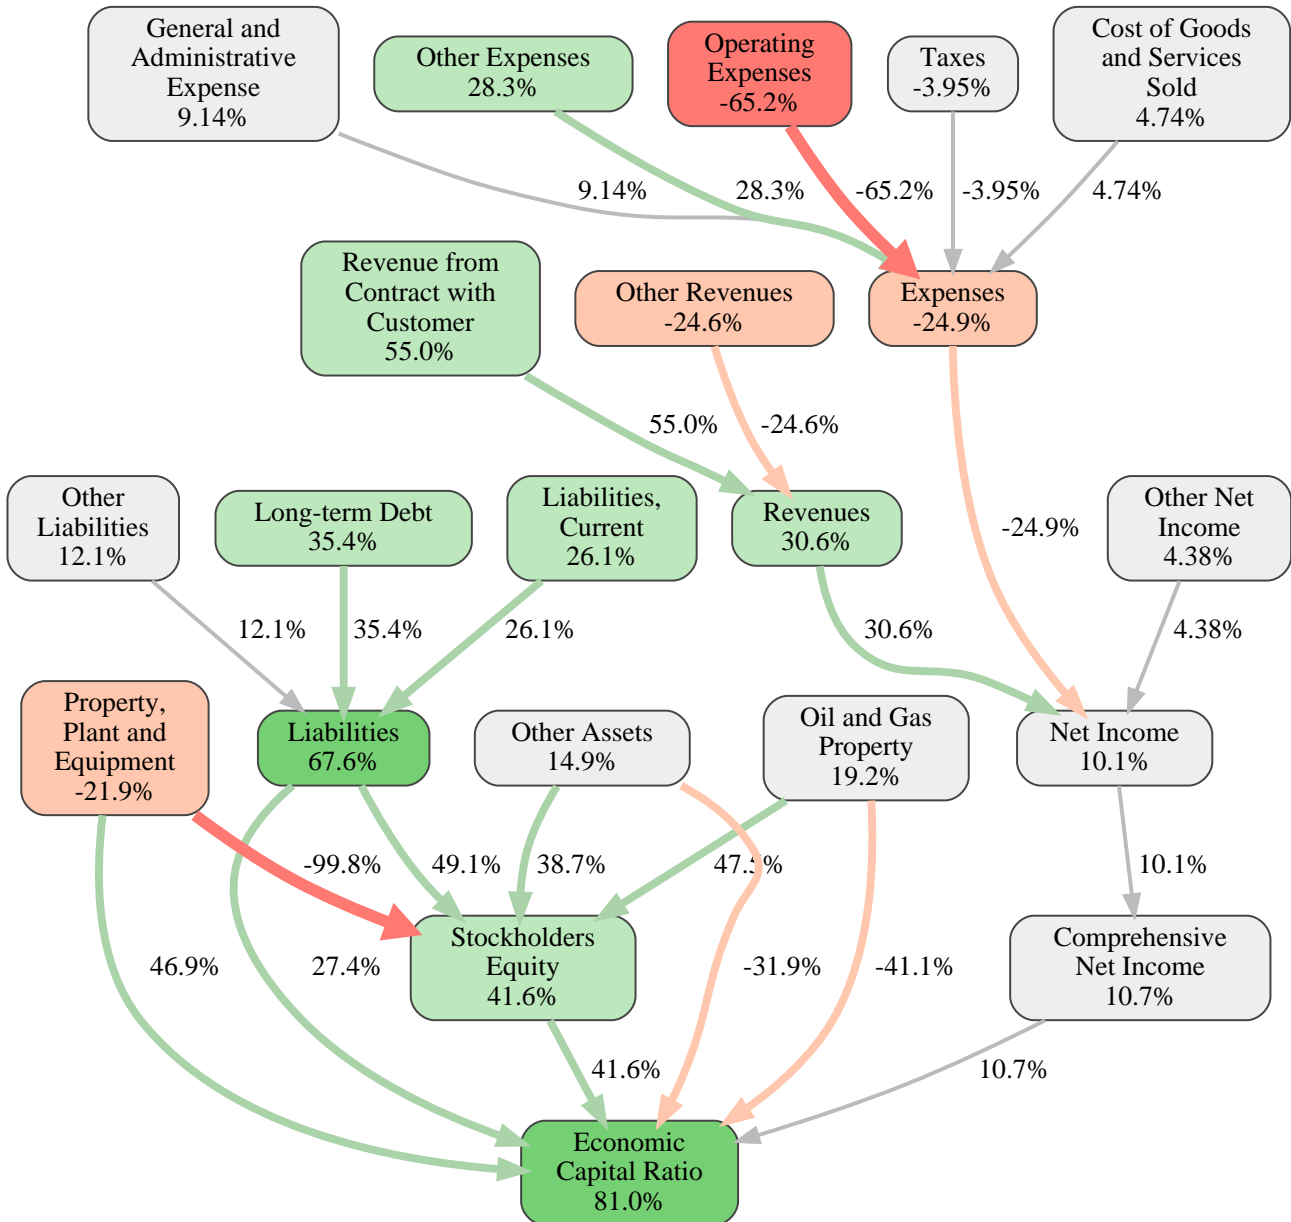 General and
Administrative
Expense
9.14%
Other Expenses
28.3%
Operating
Expenses
-65.2%
Taxes
-3.95%
Cost of Goods
and Services
Sold
4.74%
9.14%
28.3%
-65.2%
-3.95%
4.74%
Revenue from
Contract with
Customer
55.0%
Other Revenues
-24.6%
Expenses
-24.9%
55.0%
-24.6%
-24.9%
Other
Liabilities
12.1%
Long-term Debt
35.4%
Liabilities,
Current
26.1%
Revenues
30.6%
Other Net
Income
4.38%
12.1%
35.4%
26.1%
30.6%
4.38%
Property,
Plant and
Equipment
-21.9%
Liabilities
67.6%
Other Assets
14.9%
Oil and Gas
Property
19.2%
Net Income
10.1%
-99.8%
49.1%
38.7%
47.5%
10.1%
Stockholders
Equity
41.6%
Comprehensive
Net Income
10.7%
46.9%
27.4%
-31.9%
-41.1%
41.6%
10.7%
Economic
Capital Ratio
81.0%